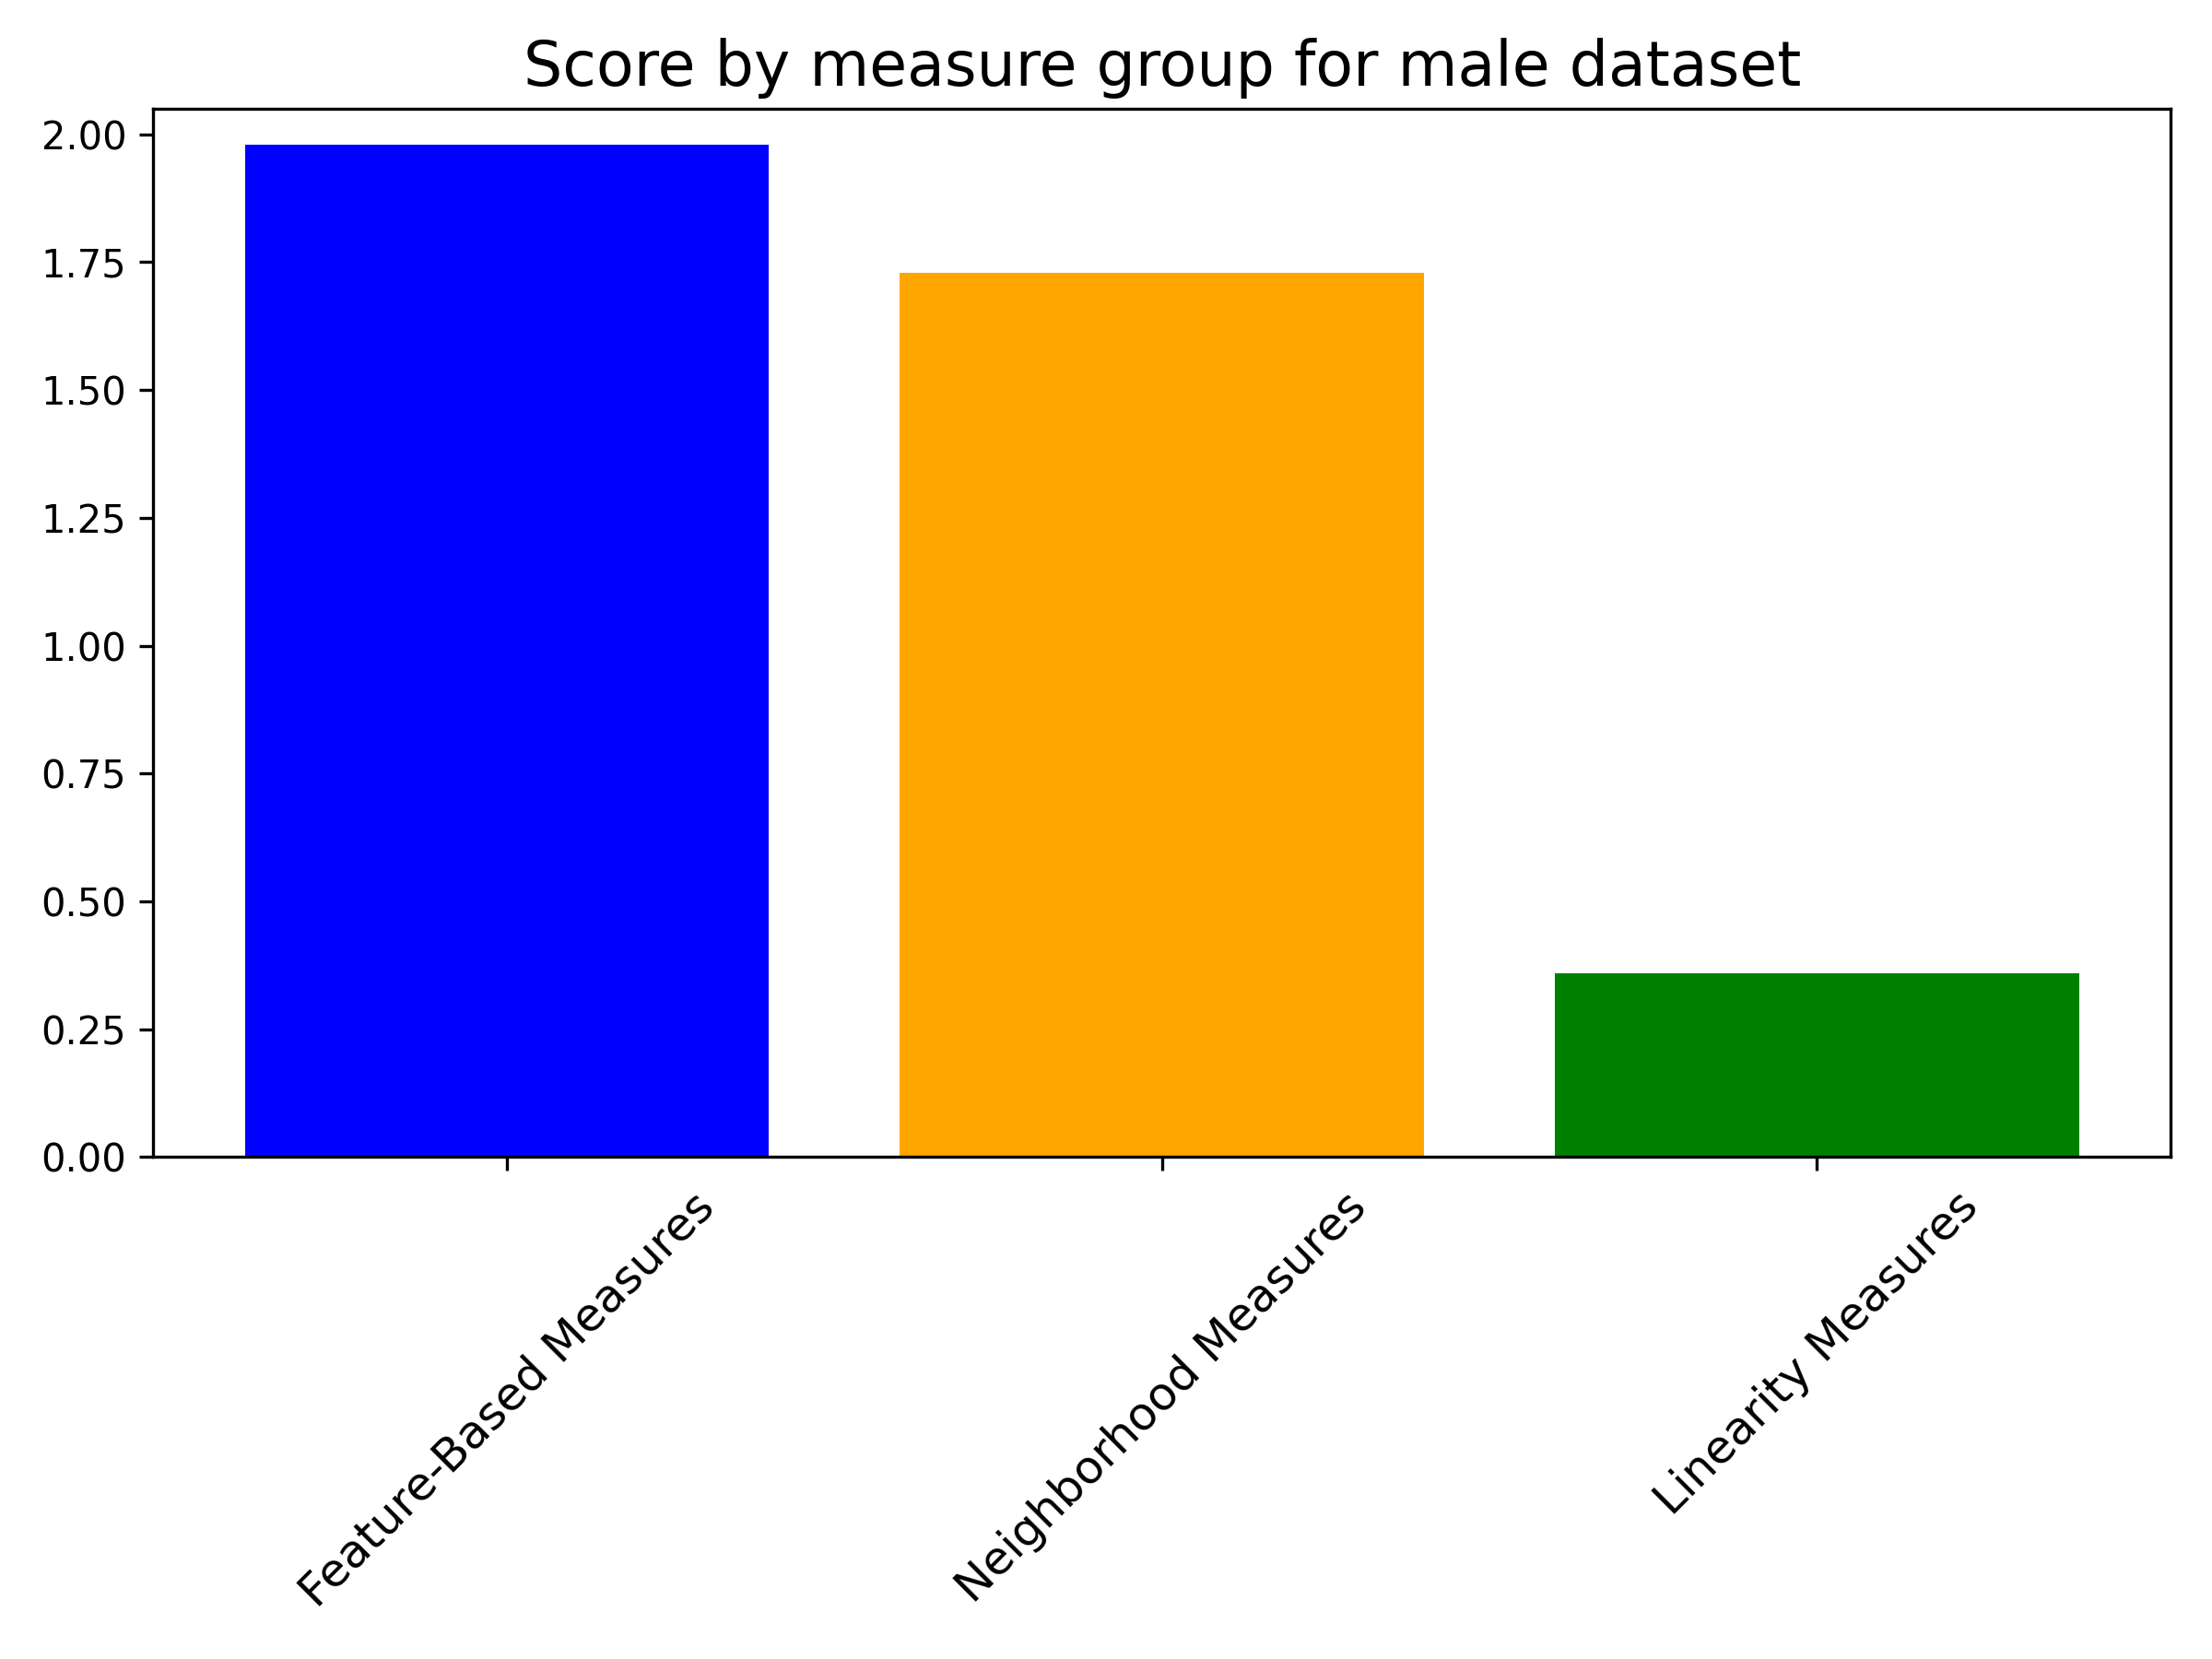 Score by measure group for male dataset
2.00
1.75
1.50
1.25
1.00
0.75
0.50
0.25
0.00
Feature-Based Measures
Neighborhood Measures
Linearity Measures